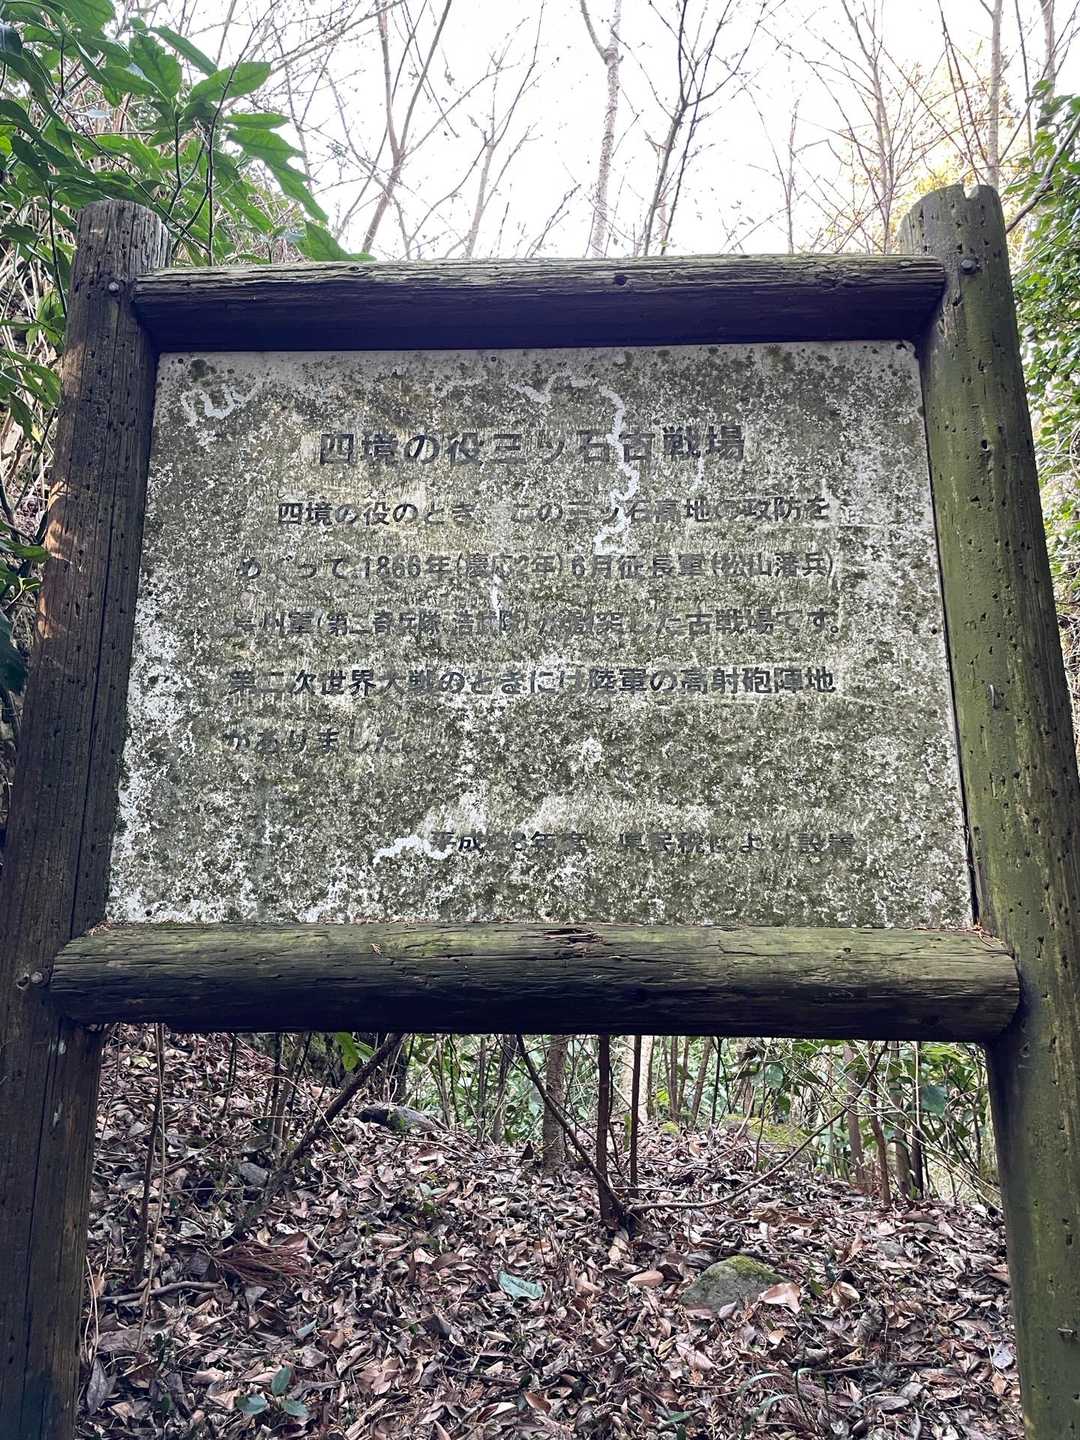 四境の役三ッ石古戦場
四境の役のとき この三ッ石高地の攻防を
めぐって、1866年(慶応2年)6月征長軍(松山藩兵)
長州軍(第二奇兵隊 浩武隊)が激突した古戦場です。
第二次世界大戦のときには陸軍の高射砲陣地
がありました。
平成 8年度 県民税により設置